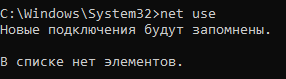 C:\Windows\System32>net use
Новые подключения будут запомнены.
В списке нет элементов.